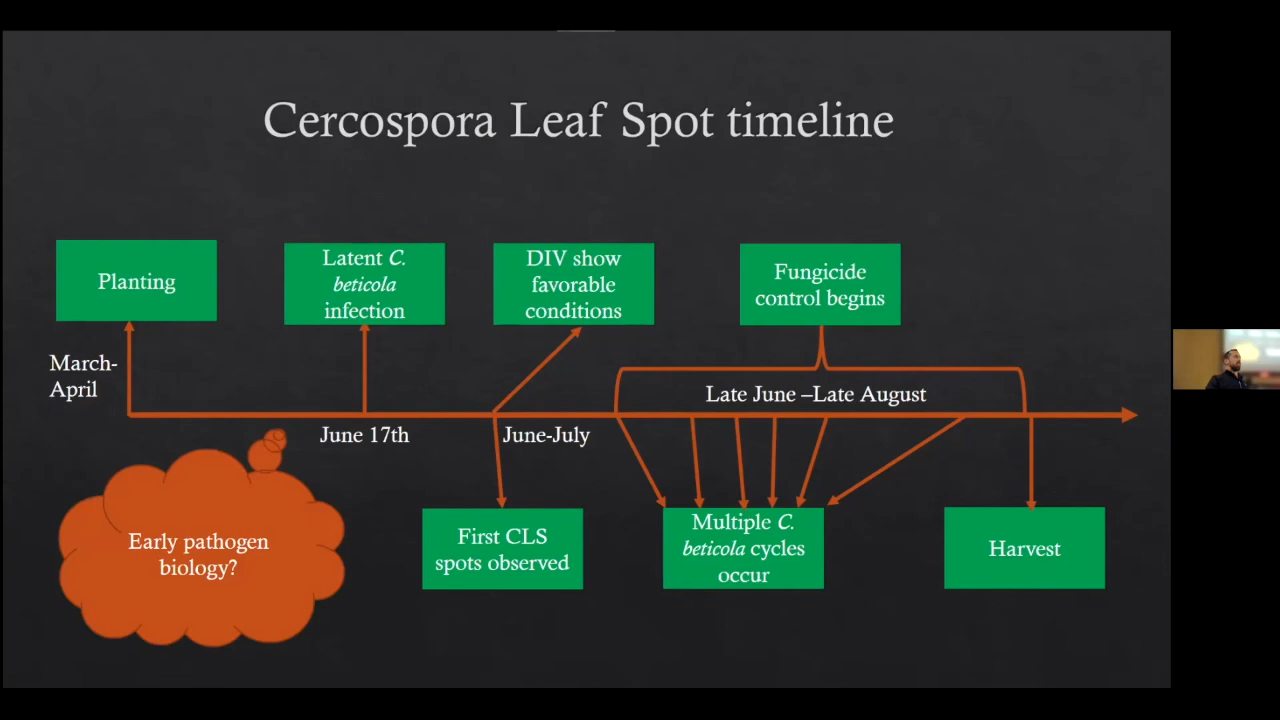 Cercospora Leaf Spot timeline
Planting
Latent C.
beticola
infection
DIV show
favorable
conditions
Fungicide
control begins
March-
April
Late June –Late August
June 17th
June-July
Early pathogen
biology?
First CLS
spots observed
Multiple C.
beticola cycles
occur
Harvest